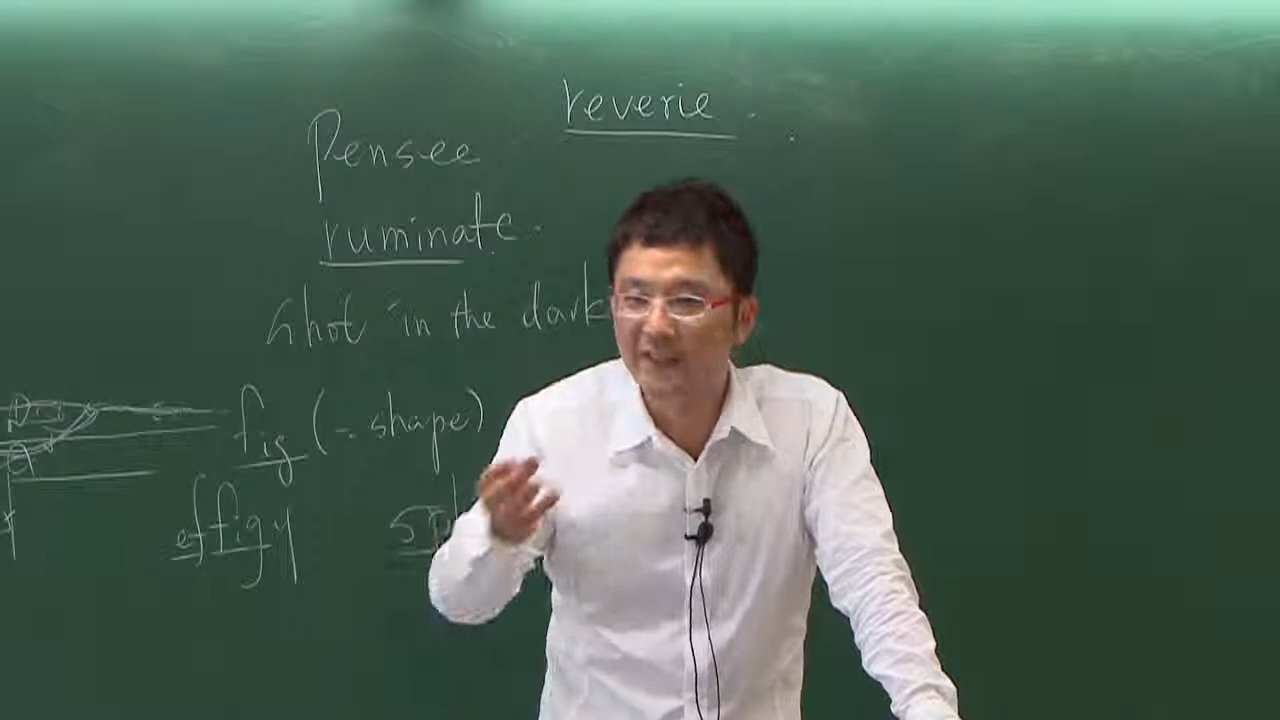 reverie.
Pensee
ruminate.
shot in the dark
fig (= shape)
effigy